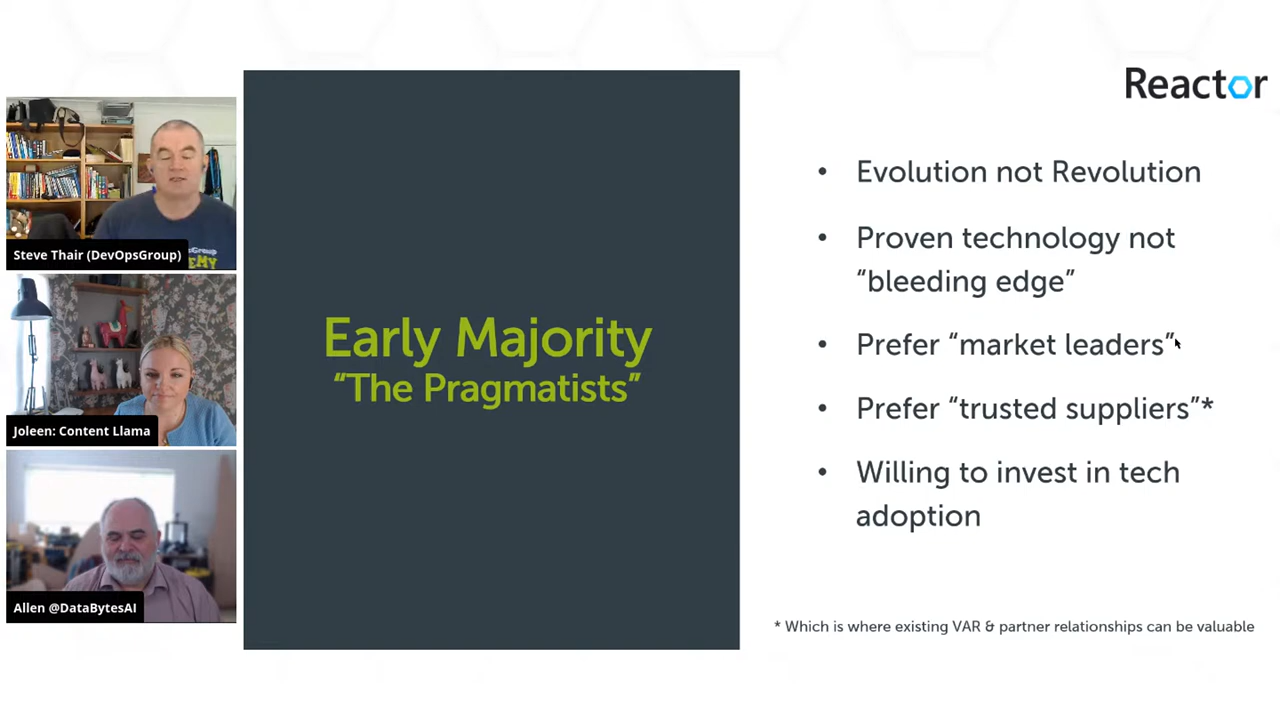 Reactor
Steve Thair (DevOpsGroup)
Joleen: Content Llama
Allen @DataBytesAI
Early Majority
“The Pragmatists”
• Evolution not Revolution
• Proven technology not
“bleeding edge”
• Prefer “market leaders”
• Prefer “trusted suppliers”*
• Willing to invest in tech
adoption
* Which is where existing VAR & partner relationships can be valuable